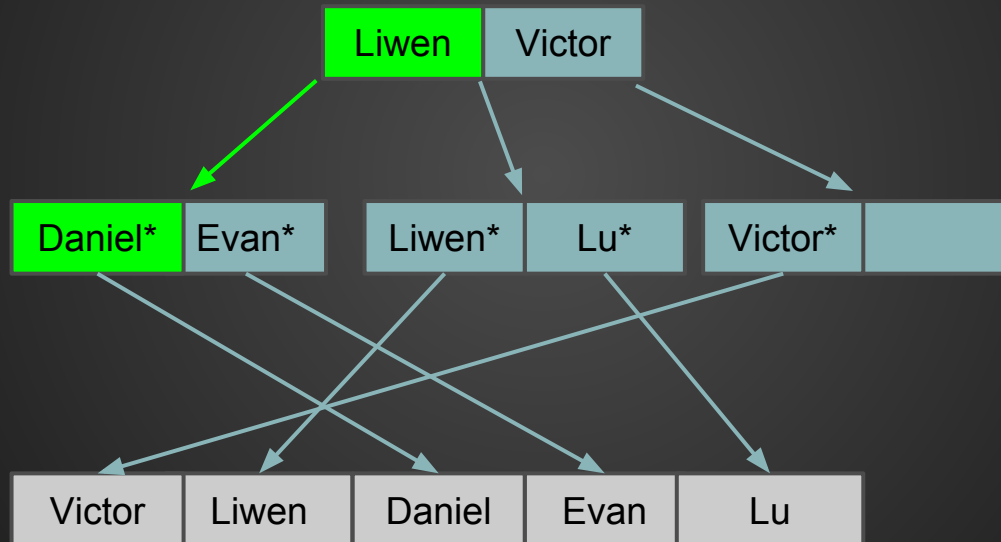 Liwen Victor
Daniel* Evan* Liwen* Lu* Victor*
Victor Liwen Daniel Evan Lu